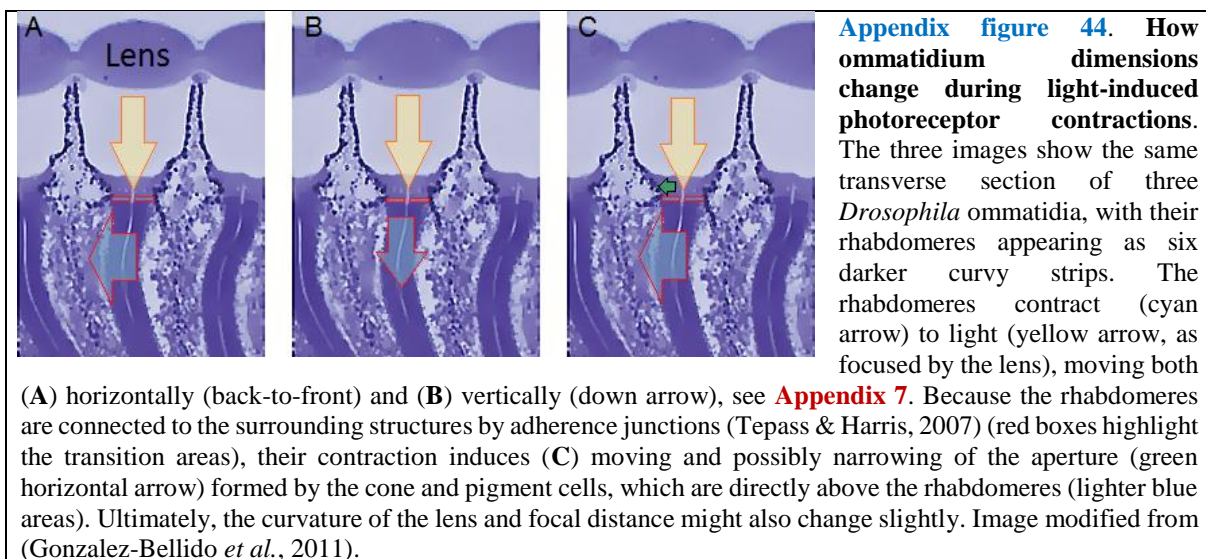 A
B
C
Lens
Appendix figure 44. How
ommatidium dimensions
change during light-induced
photoreceptor contractions.
The three images show the same
transverse section of three
Drosophila ommatidia, with their
rhabdomeres appearing as six
darker curvy strips. The
rhabdomeres contract (cyan
arrow) to light (yellow arrow, as
focused by the lens), moving both
(A) horizontally (back-to-front) and (B) vertically (down arrow), see Appendix 7. Because the rhabdomeres
are connected to the surrounding structures by adherence junctions (Tepass & Harris, 2007) (red boxes highlight
the transition areas), their contraction induces (C) moving and possibly narrowing of the aperture (green
horizontal arrow) formed by the cone and pigment cells, which are directly above the rhabdomeres (lighter blue
areas). Ultimately, the curvature of the lens and focal distance might also change slightly. Image modified from
(Gonzalez-Bellido et al., 2011).